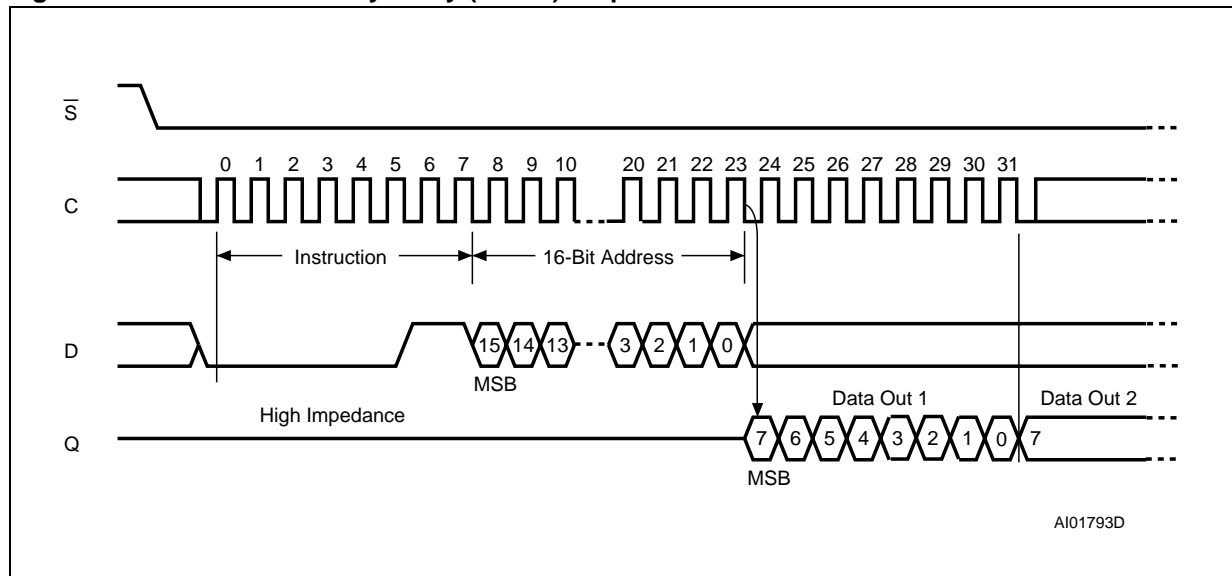 S
0 1 2 3 4 5 6 7 8 9 10 20 21 22 23 24 25 26 27 28 29 30 31
C
Instruction 16-Bit Address
D 15 14 13 3 2 1 0
MSB
High Impedance Data Out 1 Data Out 2
Q 7 6 5 4 3 2 1 0 7
MSB
AI01793D